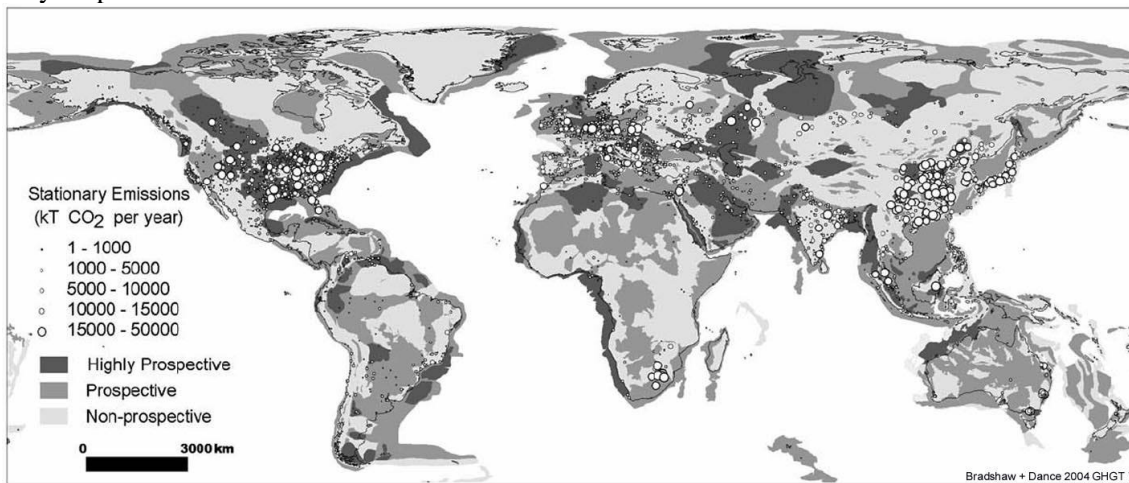 Stationary Emissions
(kT CO2 per year)
1 - 1000
1000 - 5000
5000 - 10000
10000 - 15000
15000 - 50000
Highly Prospective
Prospective
Non-prospective
0 3000 km
Bradshaw + Dance 2004 GHGT